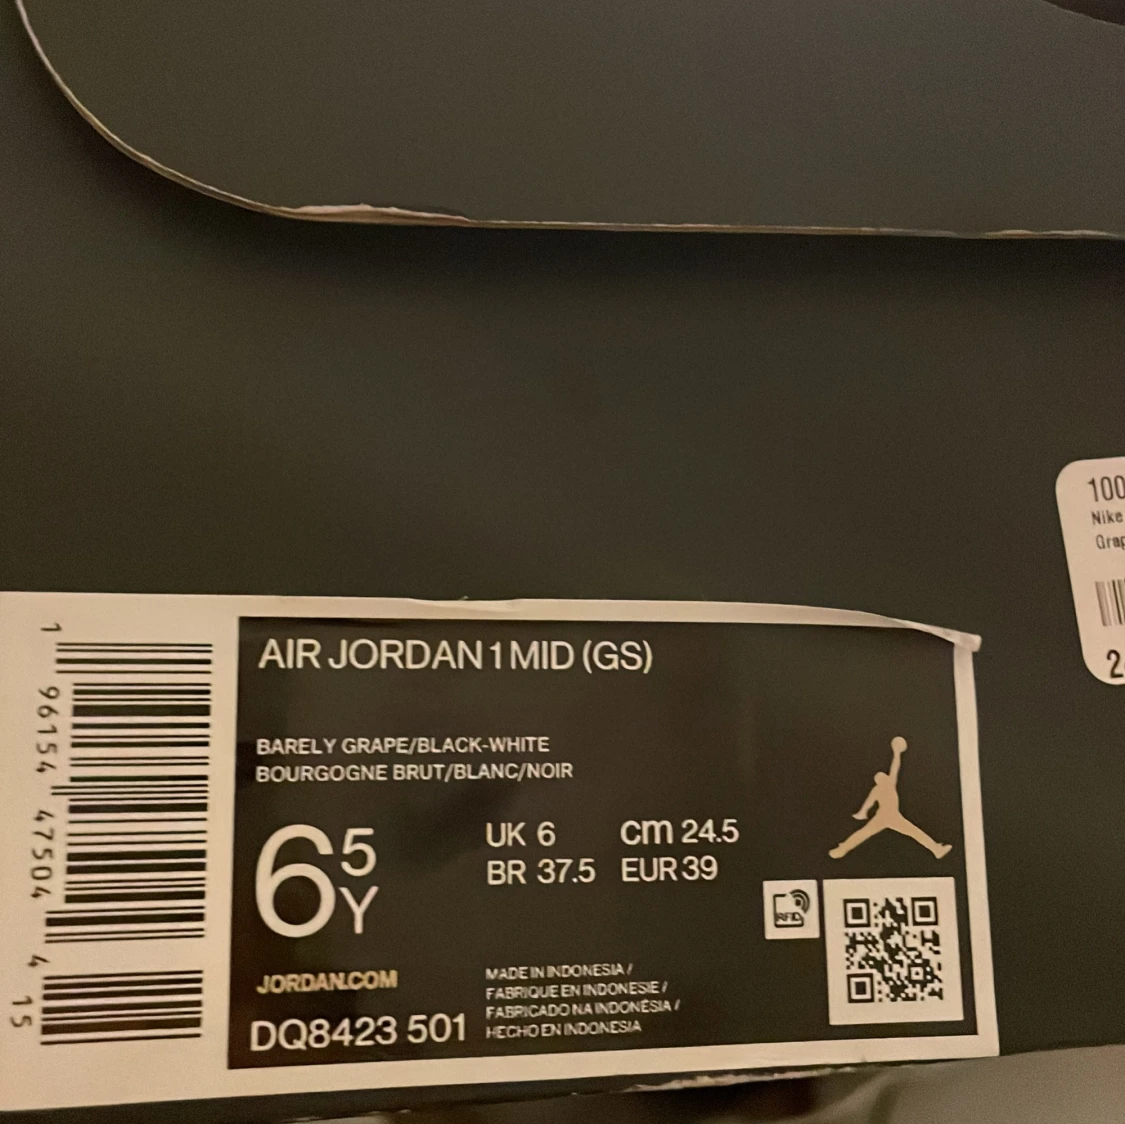 AIR JORDAN 1 MID (GS)
BARELY GRAPE/BLACK-WHITE
BOURGOGNE BRUT/BLANC/NOIR
6 5 Y
UK 6 cm 24.5
BR 37.5 EUR 39
JORDAN.COM
DQ8423 501
MADE IN INDONESIA /
FABRIQUE EN INDONESIE /
FABRICADO NA INDONÉSIA /
HECHO EN INDONESIA
RFID
1 96154 47504 4 15
100
Nike